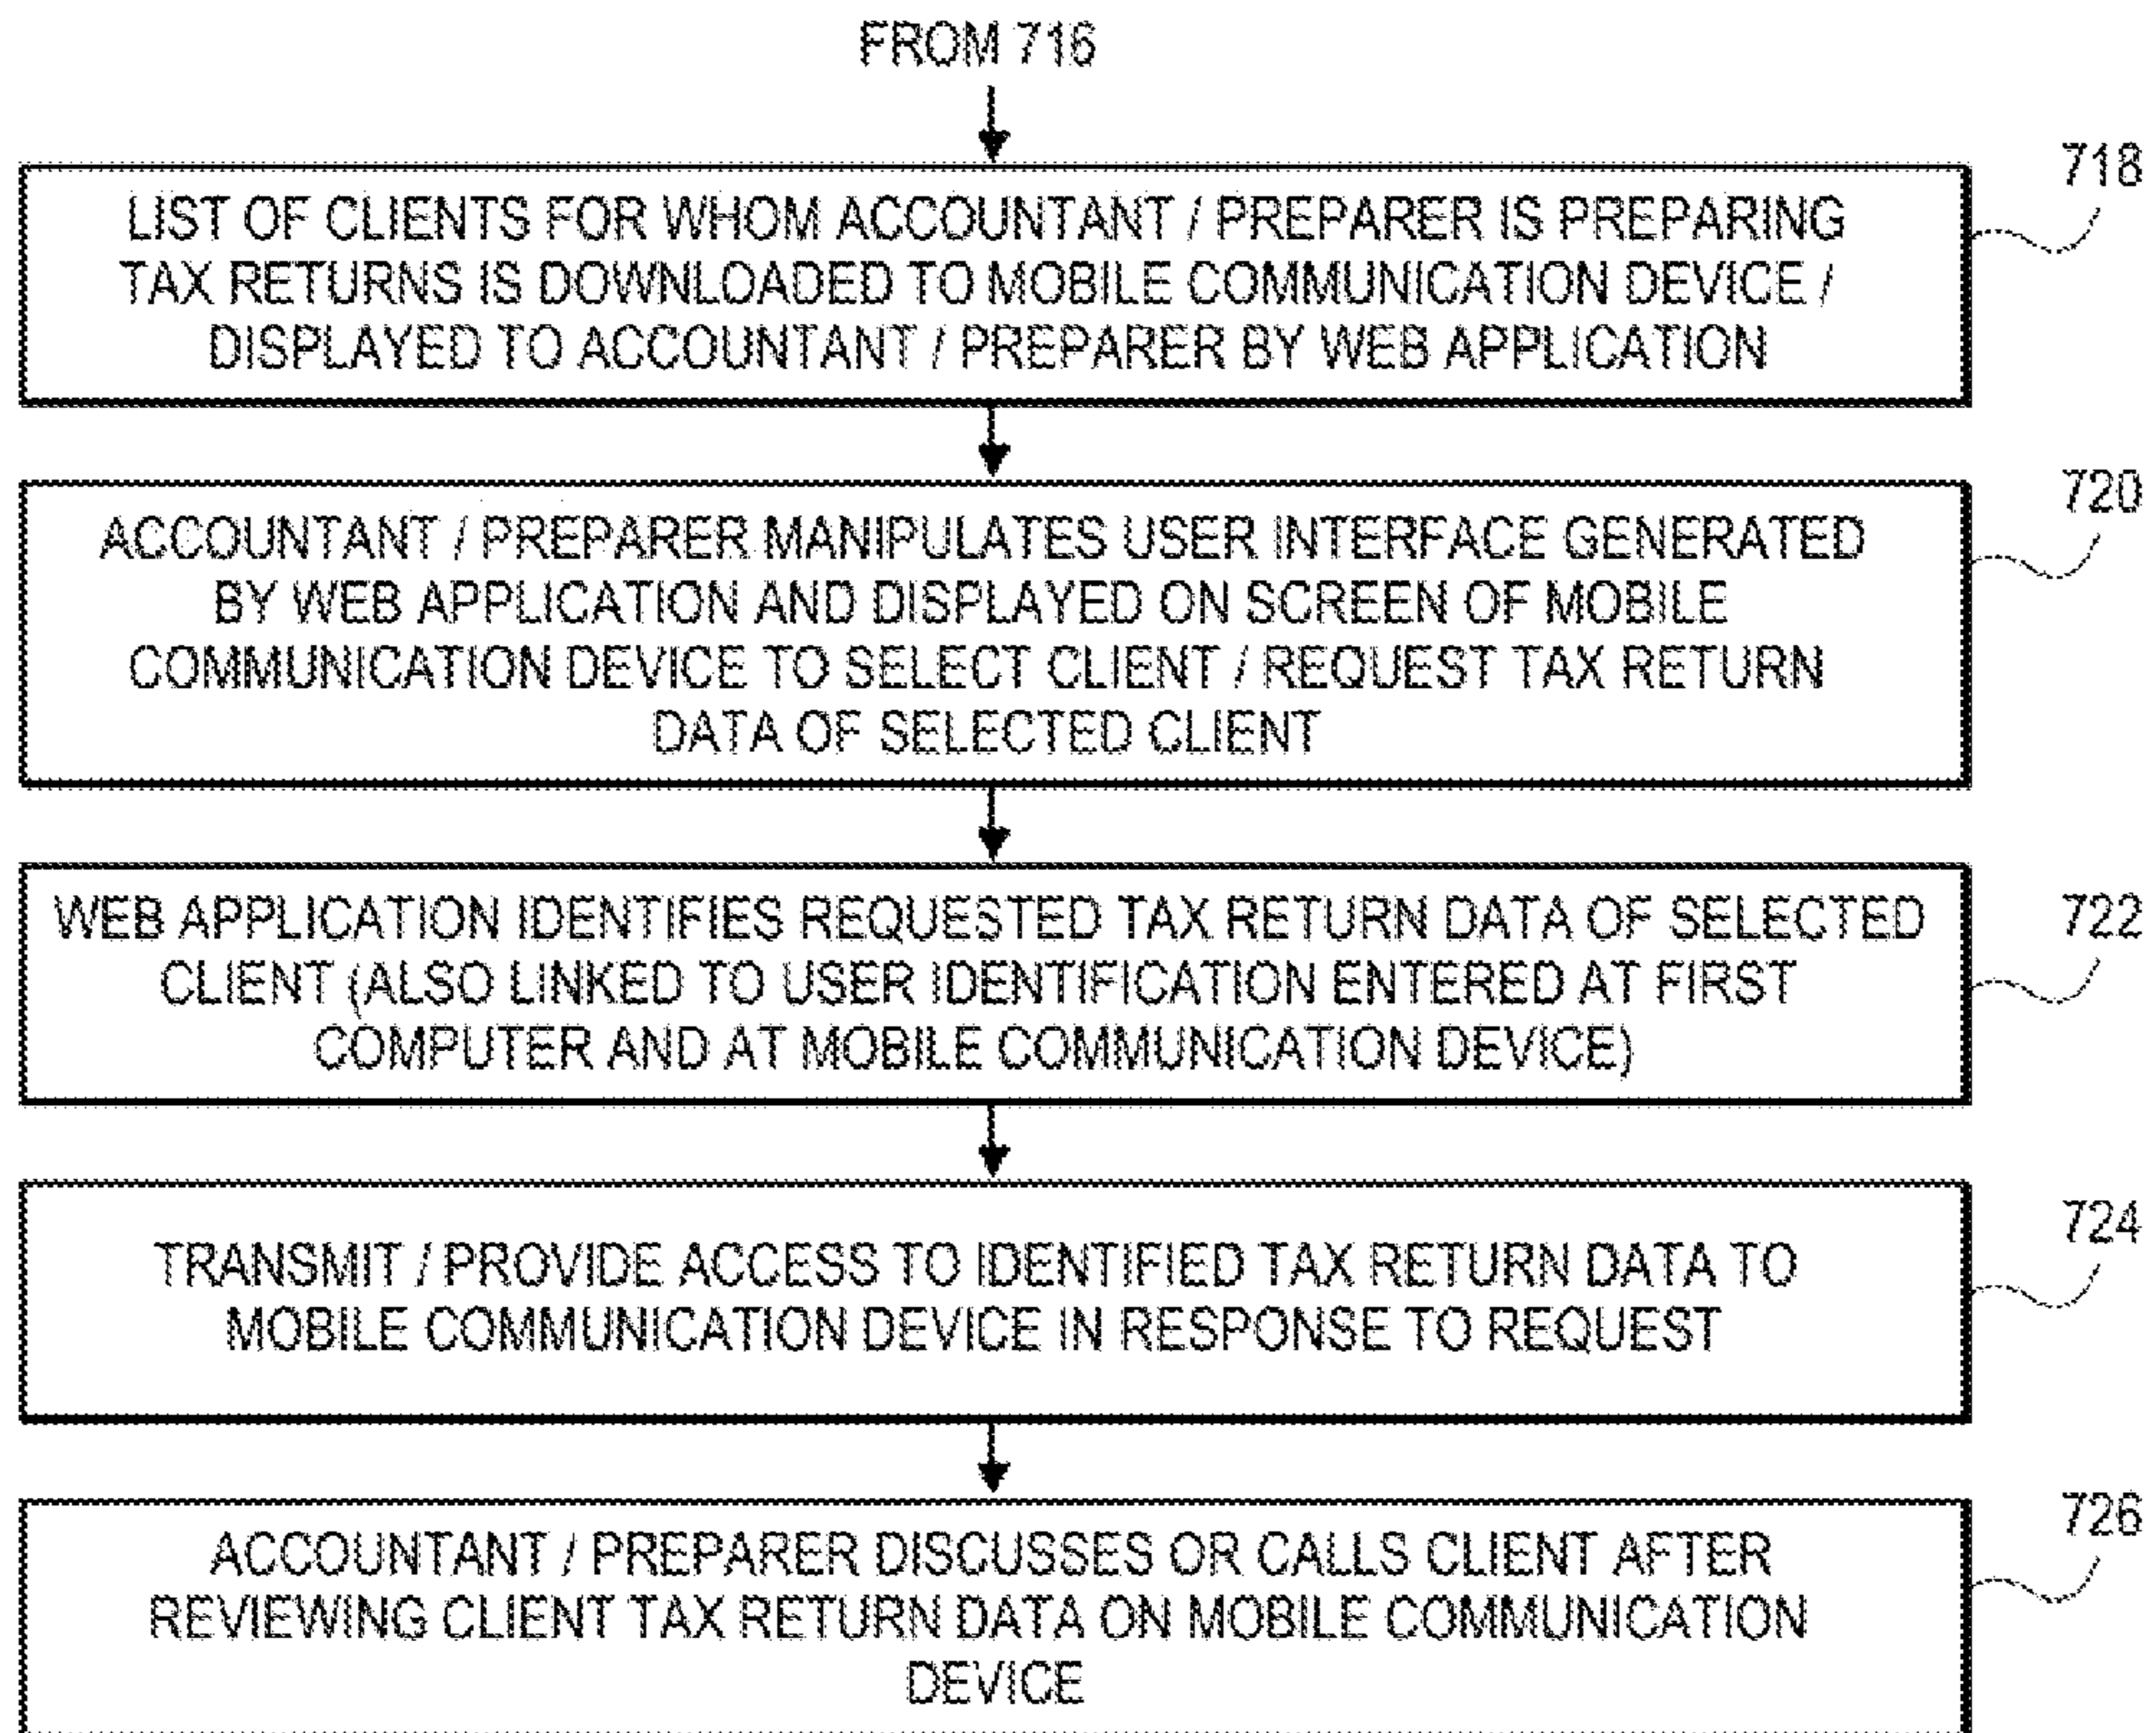 FROM 716
718
LIST OF CLIENTS FOR WHOM ACCOUNTANT / PREPARER IS PREPARING
TAX RETURNS IS DOWNLOADED TO MOBILE COMMUNICATION DEVICE /
DISPLAYED TO ACCOUNTANT / PREPARER BY WEB APPLICATION
720
ACCOUNTANT / PREPARER MANIPULATES USER INTERFACE GENERATED
BY WEB APPLICATION AND DISPLAYED ON SCREEN OF MOBILE
COMMUNICATION DEVICE TO SELECT CLIENT / REQUEST TAX RETURN
DATA OF SELECTED CLIENT
722
WEB APPLICATION IDENTIFIES REQUESTED TAX RETURN DATA OF SELECTED
CLIENT (ALSO LINKED TO USER IDENTIFICATION ENTERED AT FIRST
COMPUTER AND AT MOBILE COMMUNICATION DEVICE)
724
TRANSMIT / PROVIDE ACCESS TO IDENTIFIED TAX RETURN DATA TO
MOBILE COMMUNICATION DEVICE IN RESPONSE TO REQUEST
726
ACCOUNTANT / PREPARER DISCUSSES OR CALLS CLIENT AFTER
REVIEWING CLIENT TAX RETURN DATA ON MOBILE COMMUNICATION
DEVICE